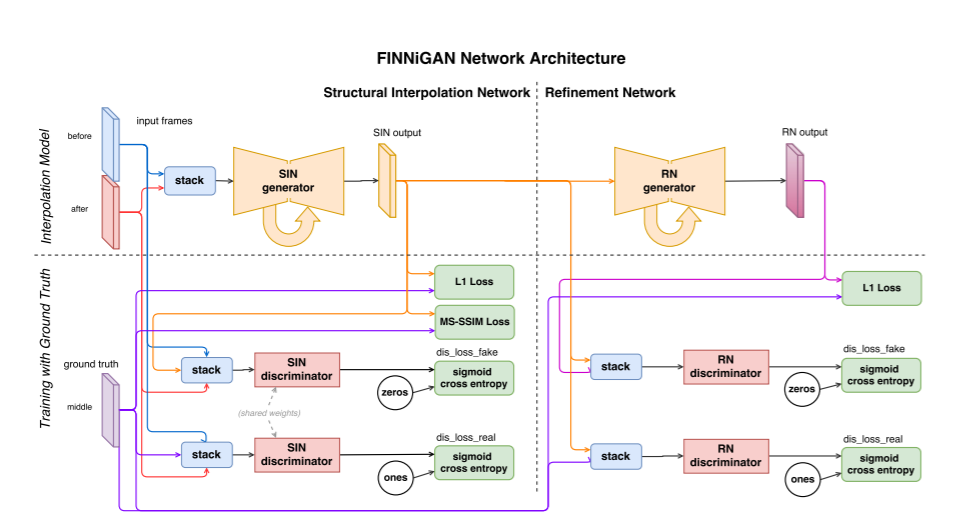 FINNiGAN Network Architecture
Structural Interpolation Network
Refinement Network
Interpolation Model
before
input frames
after
stack
SIN
generator
SIN output
RN
generator
RN output
Training with Ground Truth
L1 Loss
MS-SSIM Loss
L1 Loss
ground truth
middle
stack
SIN
discriminator
dis_loss_fake
zeros
sigmoid
cross entropy
(shared weights)
stack
SIN
discriminator
dis_loss_real
ones
sigmoid
cross entropy
stack
RN
discriminator
dis_loss_fake
zeros
sigmoid
cross entropy
stack
RN
discriminator
dis_loss_real
ones
sigmoid
cross entropy